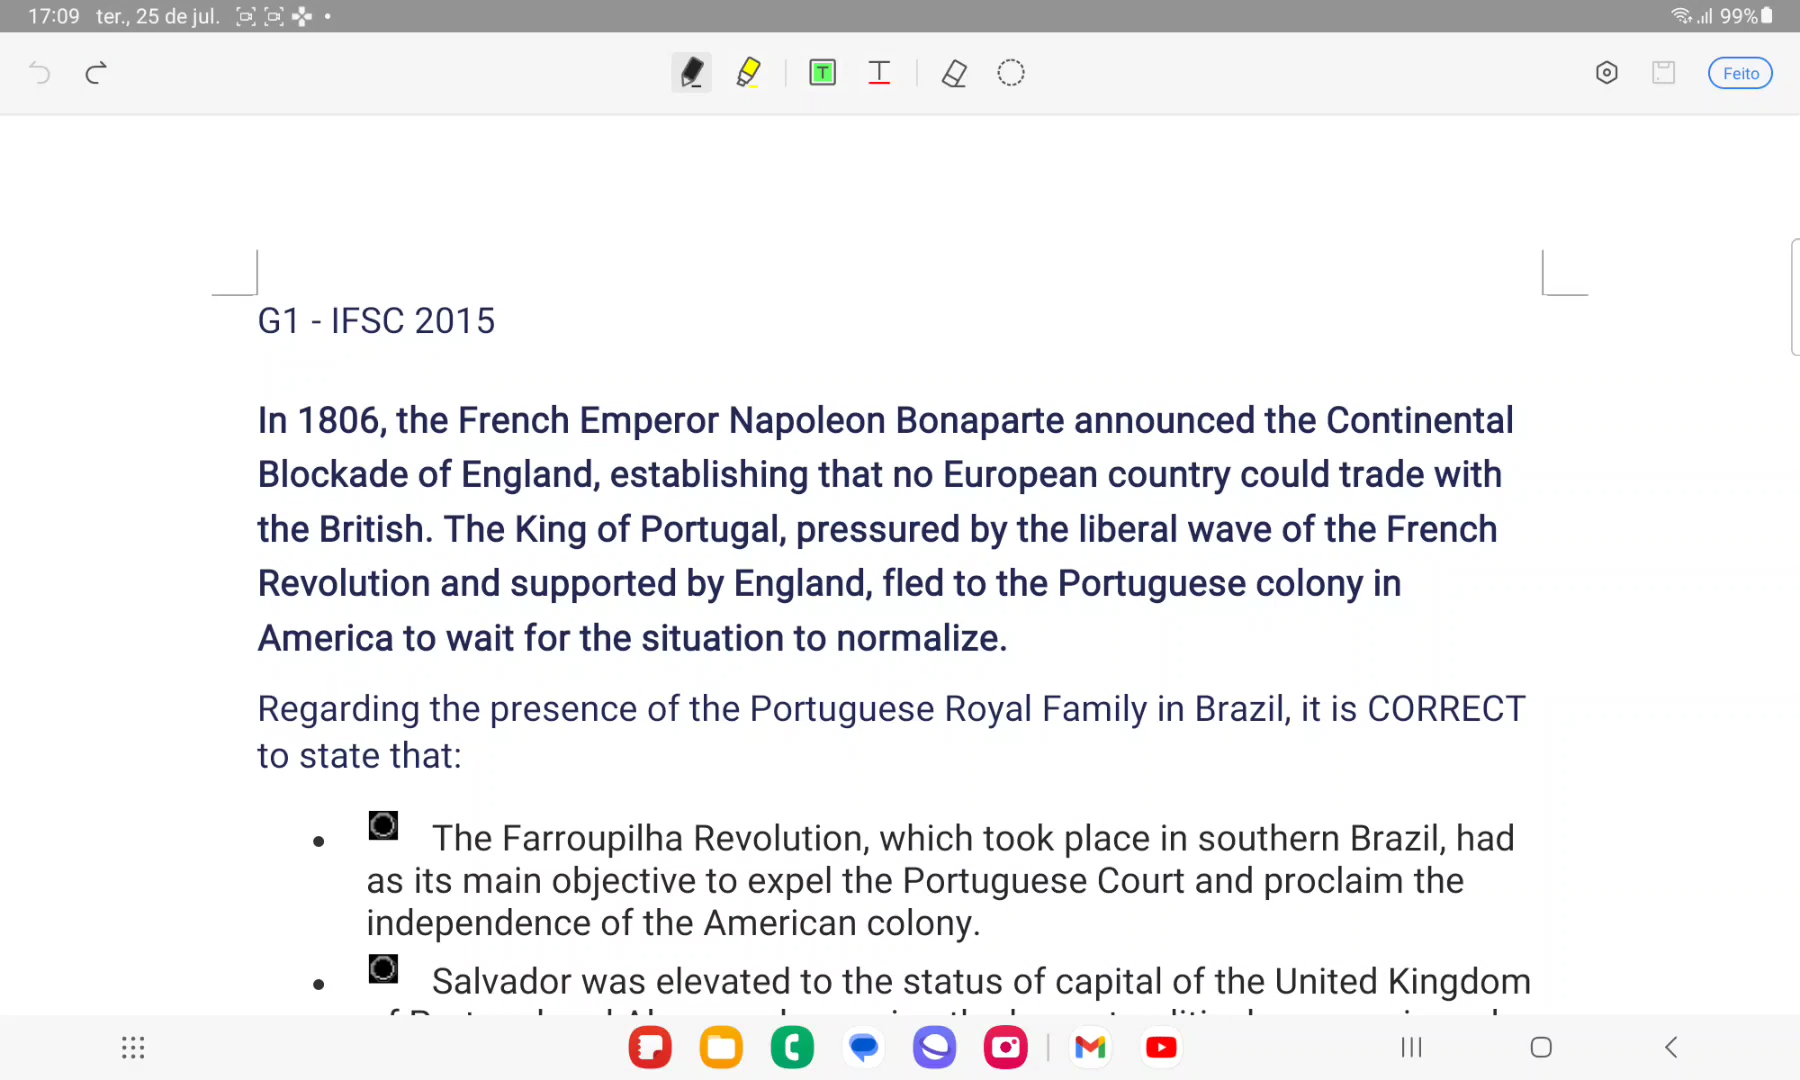 17:09 ter., 25 de jul.
99%
T T
Feito
G1 - IFSC 2015
In 1806, the French Emperor Napoleon Bonaparte announced the Continental
Blockade of England, establishing that no European country could trade with
the British. The King of Portugal, pressured by the liberal wave of the French
Revolution and supported by England, fled to the Portuguese colony in
America to wait for the situation to normalize.
Regarding the presence of the Portuguese Royal Family in Brazil, it is CORRECT
to state that:
• The Farroupilha Revolution, which took place in southern Brazil, had
as its main objective to expel the Portuguese Court and proclaim the
independence of the American colony.
• Salvador was elevated to the status of capital of the United Kingdom